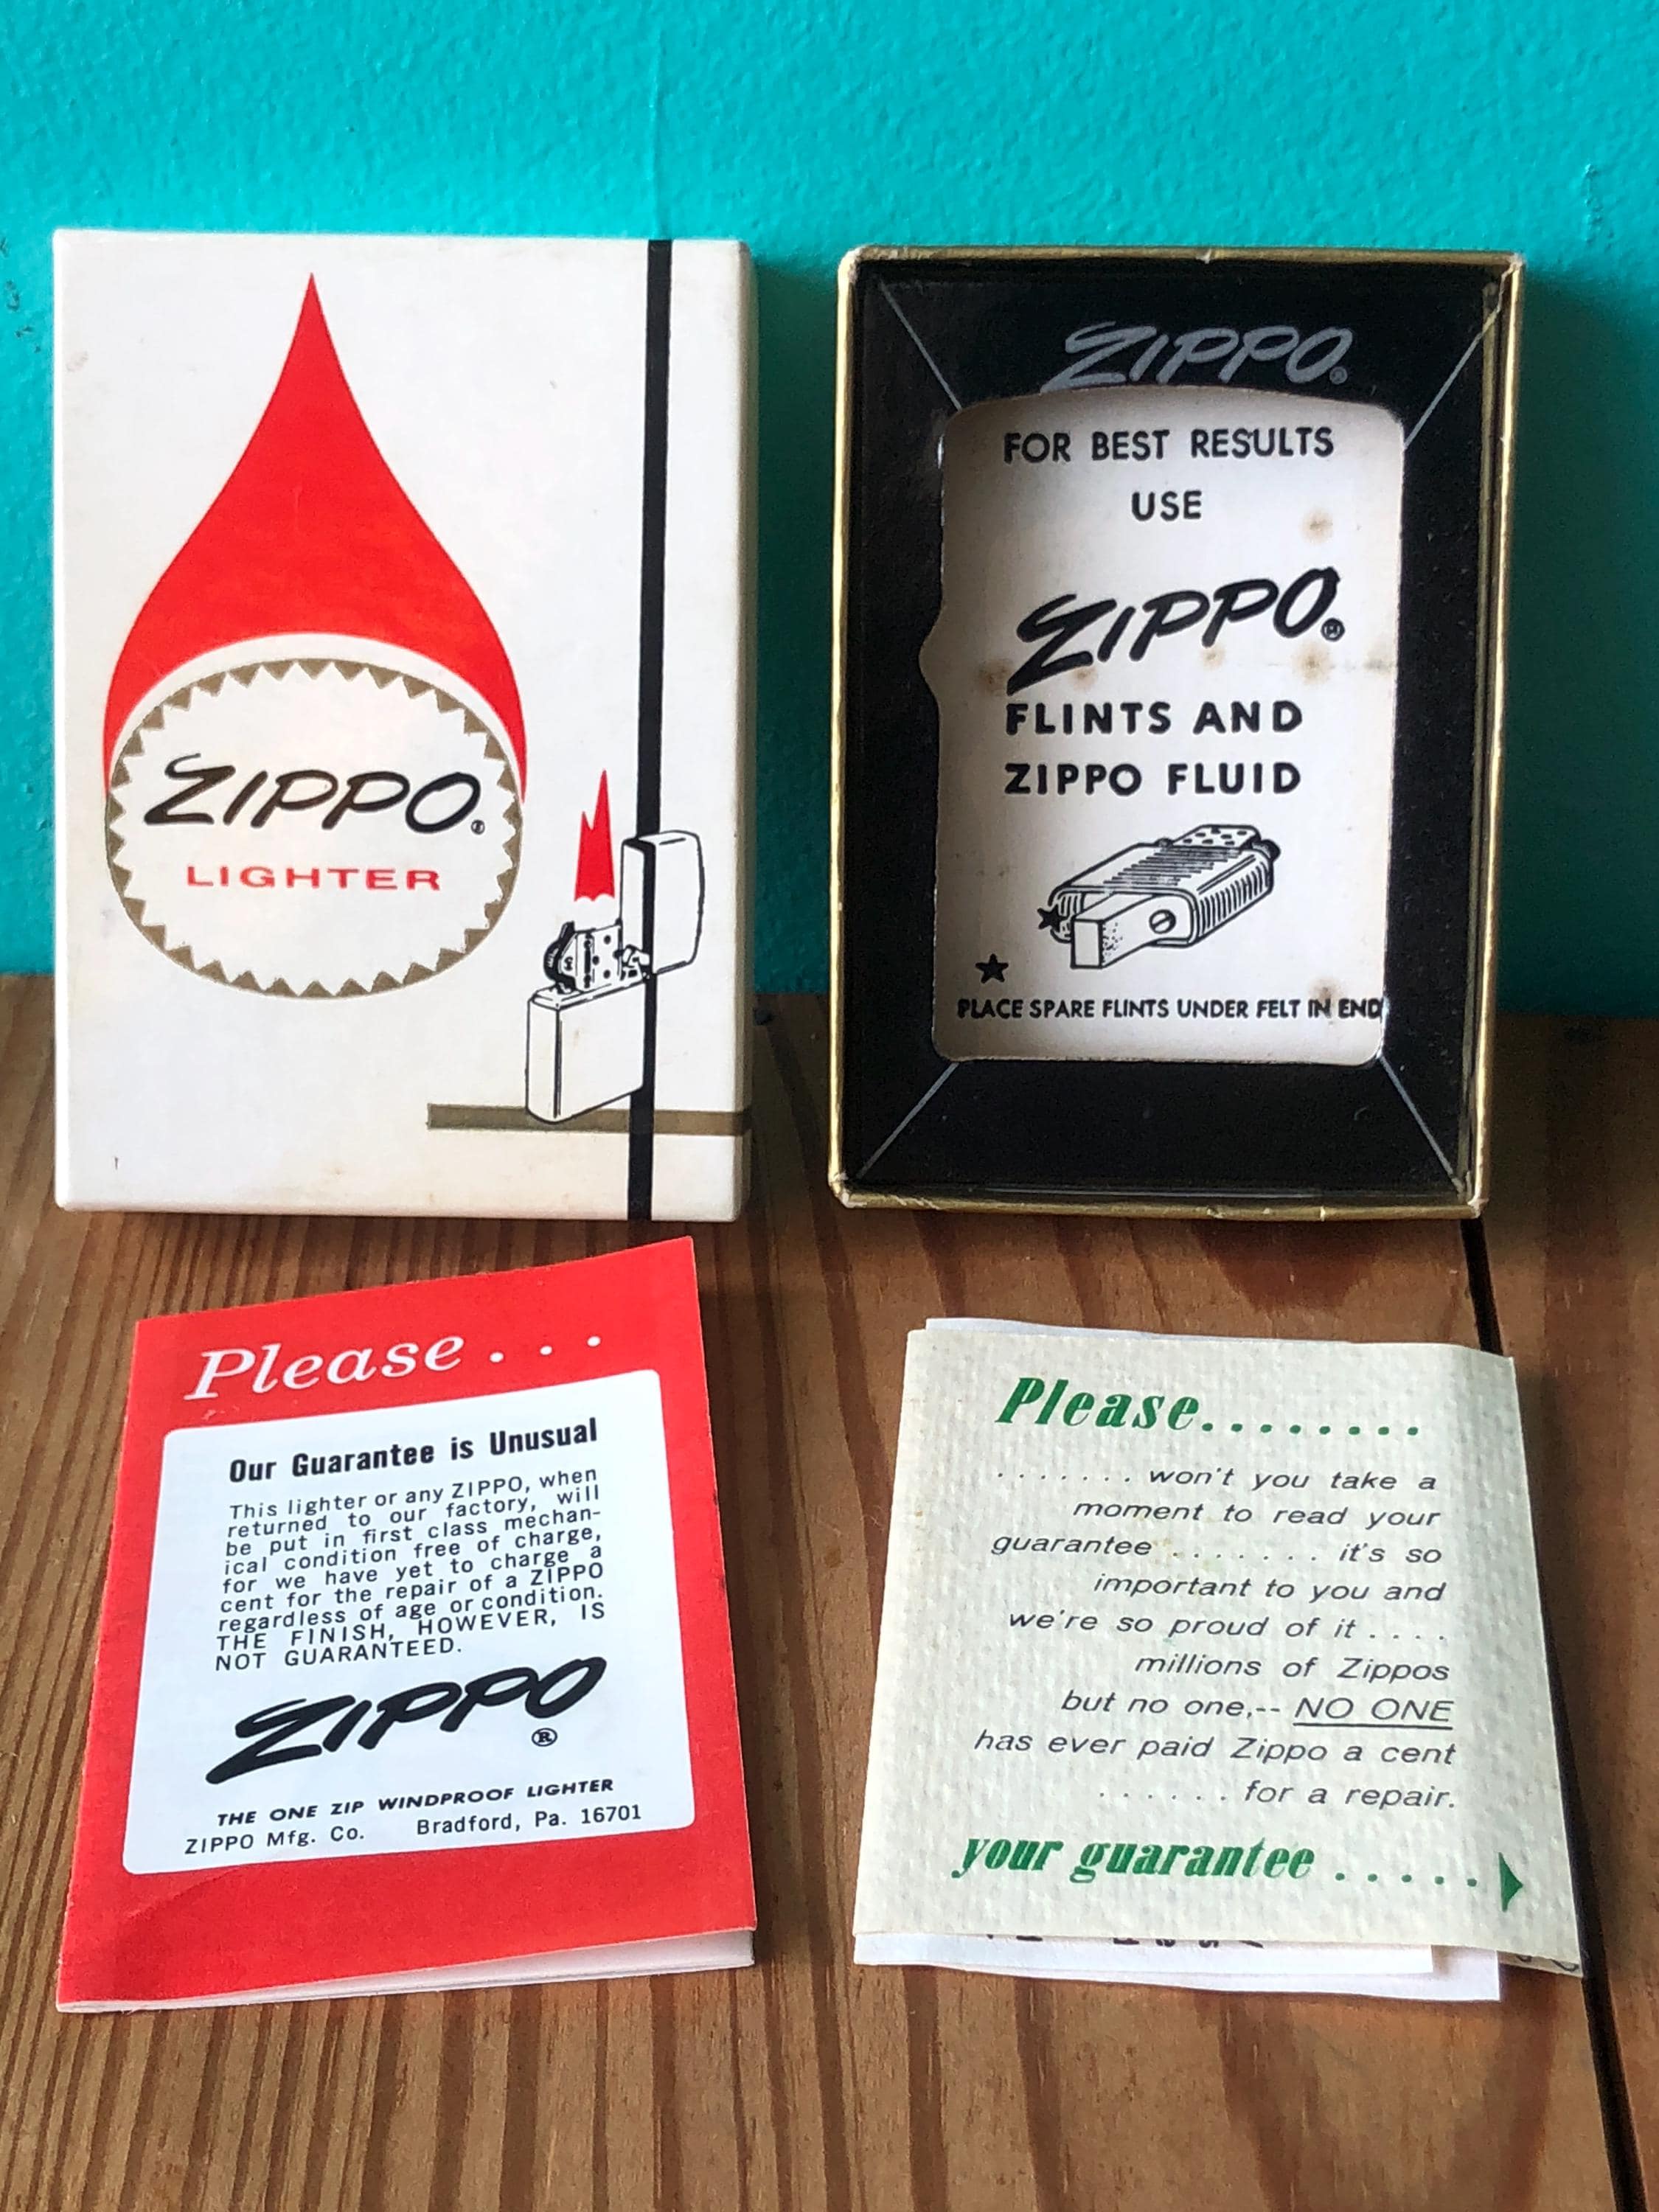 ZIPPO®
LIGHTER
ZIPPO®
FOR BEST RESULTS
USE
ZIPPO®
FLINTS AND
ZIPPO FLUID
★
PLACE SPARE FLINTS UNDER FELT IN END
Please...
Our Guarantee is Unusual
This lighter or any ZIPPO, when
returned to our factory, will
be put in first class mechan-
ical condition free of charge,
for we have yet to charge a
cent for the repair of a ZIPPO
regardless of age or condition.
THE FINISH, HOWEVER, IS
NOT GUARANTEED.
ZIPPO
®
THE ONE ZIP WINDPROOF LIGHTER
ZIPPO Mfg. Co. Bradford, Pa. 16701
Please........
....... won't you take a
moment to read your
guarantee ....... it's so
important to you and
we're so proud of it ....
millions of Zippos
but no one,-- NO ONE
has ever paid Zippo a cent
...... for a repair.
your guarantee .....